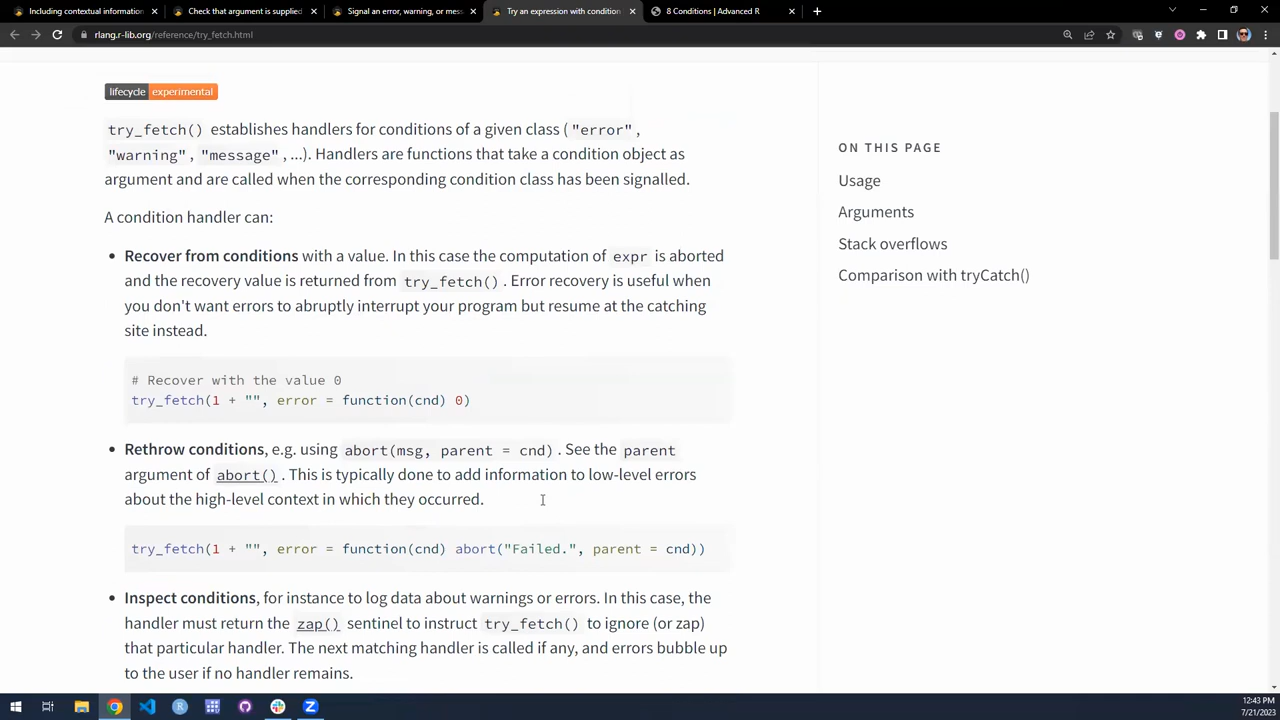 Including contextual information
Check that argument is supplied
Signal an error, warning, or mess
Try an expression with condition
8 Conditions | Advanced R
rlang.r-lib.org/reference/try_fetch.html
lifecycle experimental
try_fetch() establishes handlers for conditions of a given class ("error",
"warning", "message", ...). Handlers are functions that take a condition object as
argument and are called when the corresponding condition class has been signalled.
A condition handler can:
• Recover from conditions with a value. In this case the computation of expr is aborted
and the recovery value is returned from try_fetch(). Error recovery is useful when
you don't want errors to abruptly interrupt your program but resume at the catching
site instead.
# Recover with the value 0
try_fetch(1 + "", error = function(cnd) 0)
• Rethrow conditions, e.g. using abort(msg, parent = cnd). See the parent
argument of abort(). This is typically done to add information to low-level errors
about the high-level context in which they occurred.
try_fetch(1 + "", error = function(cnd) abort("Failed.", parent = cnd))
• Inspect conditions, for instance to log data about warnings or errors. In this case, the
handler must return the zap() sentinel to instruct try_fetch() to ignore (or zap)
that particular handler. The next matching handler is called if any, and errors bubble up
to the user if no handler remains.
ON THIS PAGE
Usage
Arguments
Stack overflows
Comparison with tryCatch()
12:43 PM
7/21/2023